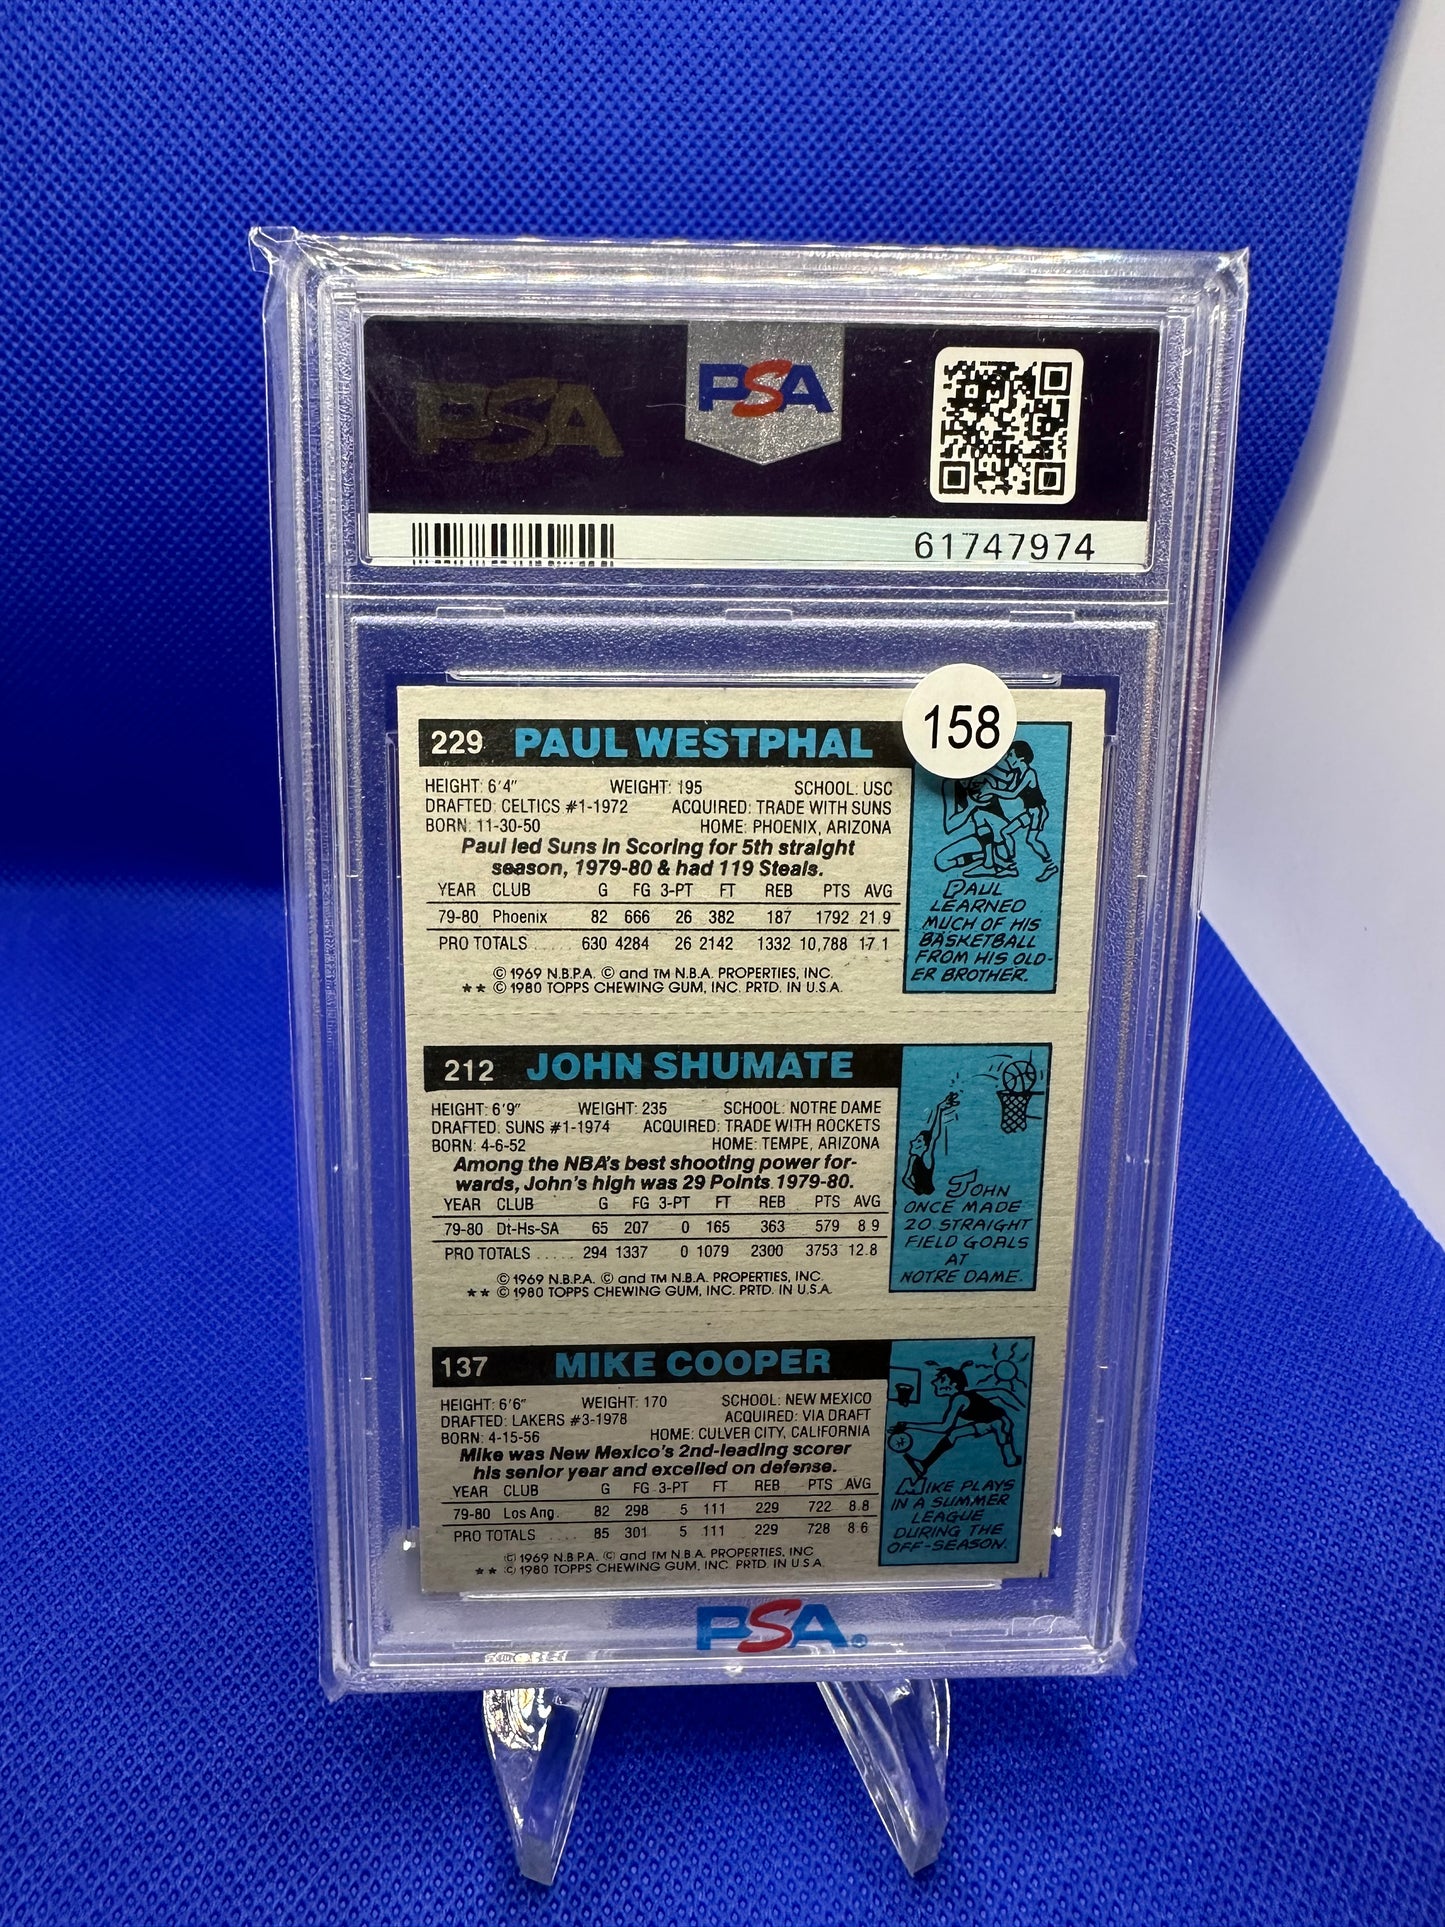 PSA
PSA
61747974
158
229 PAUL WESTPHAL
HEIGHT: 6'4" WEIGHT: 195 SCHOOL: USC
DRAFTED: CELTICS #1-1972 ACQUIRED: TRADE WITH SUNS
BORN: 11-30-50 HOME: PHOENIX, ARIZONA
Paul led Suns in Scoring for 5th straight
season, 1979-80 & had 119 Steals.
YEAR CLUB G FG 3-PT FT REB PTS AVG
79-80 Phoenix 82 666 26 382 187 1792 21.9
PRO TOTALS ..... 630 4284 26 2142 1332 10,788 17.1
© 1969 N.B.P.A. © and TM N.B.A. PROPERTIES, INC.
** © 1980 TOPPS CHEWING GUM, INC. PRTD. IN U.S.A.
PAUL
LEARNED
MUCH OF HIS
BASKETBALL
FROM HIS OLD-
ER BROTHER.
212 JOHN SHUMATE
HEIGHT: 6'9" WEIGHT: 235 SCHOOL: NOTRE DAME
DRAFTED: SUNS #1-1974 ACQUIRED: TRADE WITH ROCKETS
BORN: 4-6-52 HOME: TEMPE, ARIZONA
Among the NBA's best shooting power for-
wards, John's high was 29 Points 1979-80.
YEAR CLUB G FG 3-PT FT REB PTS AVG
79-80 Dt-Hs-SA 65 207 0 165 363 579 8.9
PRO TOTALS ..... 294 1337 0 1079 2300 3753 12.8
© 1969 N.B.P.A. © and TM N.B.A. PROPERTIES, INC.
** © 1980 TOPPS CHEWING GUM, INC. PRTD. IN U.S.A.
JOHN
ONCE MADE
20 STRAIGHT
FIELD GOALS
AT
NOTRE DAME.
137 MIKE COOPER
HEIGHT: 6'6" WEIGHT: 170 SCHOOL: NEW MEXICO
DRAFTED: LAKERS #3-1978 ACQUIRED: VIA DRAFT
BORN: 4-15-56 HOME: CULVER CITY, CALIFORNIA
Mike was New Mexico's 2nd-leading scorer
his senior year and excelled on defense.
YEAR CLUB G FG 3-PT FT REB PTS AVG
79-80 Los Ang. 82 298 5 111 229 722 8.8
PRO TOTALS .... 85 301 5 111 229 728 8.6
© 1969 N.B.P.A. © and TM N.B.A. PROPERTIES, INC
** © 1980 TOPPS CHEWING GUM, INC. PRTD IN U.S.A.
MIKE PLAYS
IN A SUMMER
LEAGUE
DURING THE
OFF-SEASON.
PSA